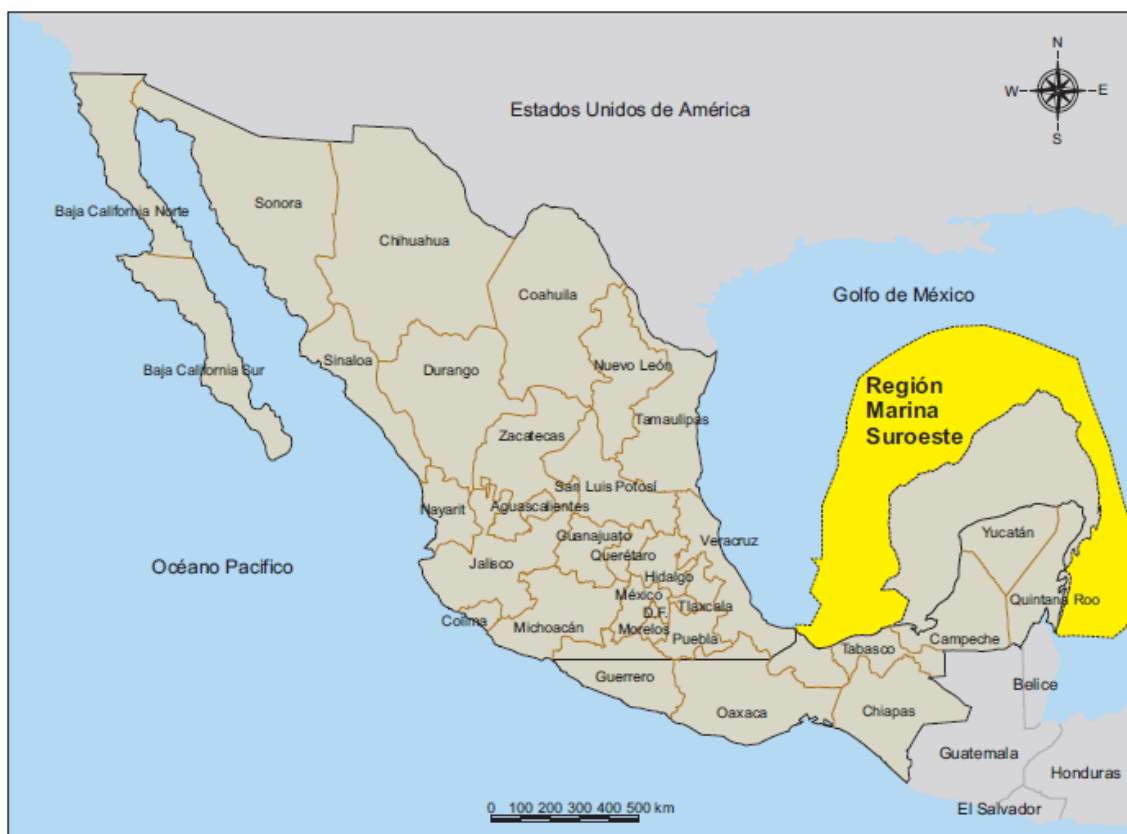 N
W E
S
Estados Unidos de América
Baja California Norte
Sonora
Chihuahua
Coahuila
Golfo de México
Baja California Sur
Sinaloa
Durango
Nuevo León
Región
Marina
Suroeste
Tamaulipas
Zacatecas
San Luis Potosí
Nayarit
Aguascalientes
Guanajuato
Querétaro
Veracruz
Yucatán
Océano Pacifico
Jalisco
Hidalgo
México
Tlaxcala
Quintana Roo
Colima
Michoacán
D.F.
Morelos
Puebla
Campeche
Tabasco
Guerrero
Oaxaca
Chiapas
Belice
Guatemala
Honduras
El Salvador
0 100 200 300 400 500 km